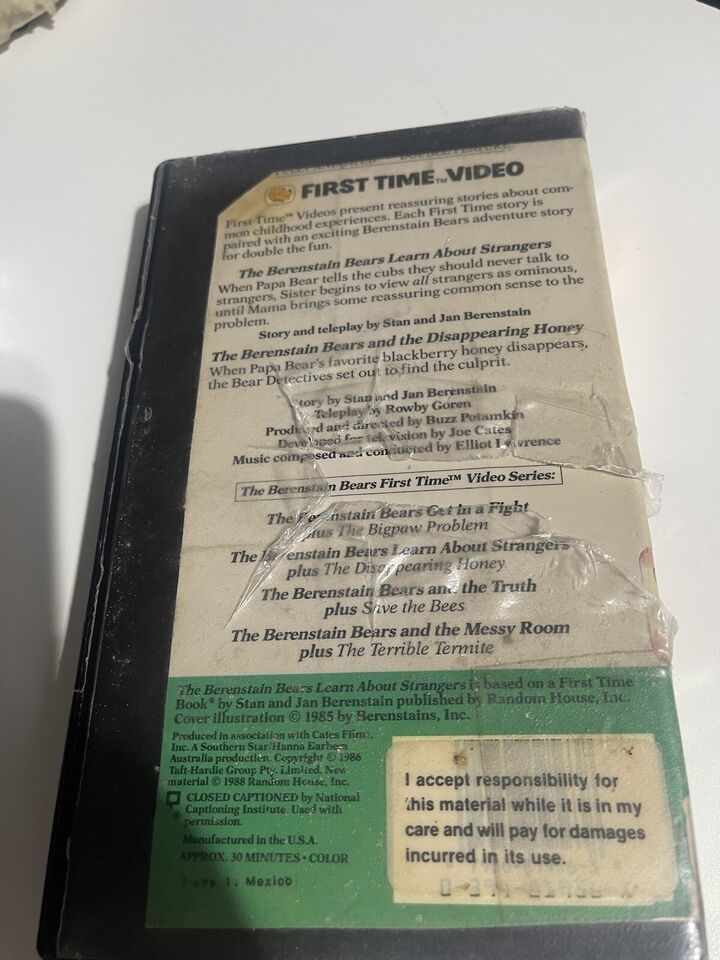 FIRST TIME™ VIDEO
First Time™ Videos present reassuring stories about com-
mon childhood experiences. Each First Time story is
paired with an exciting Berenstain Bears adventure story
for double the fun.
The Berenstain Bears Learn About Strangers
When Papa Bear tells the cubs they should never talk to
strangers, Sister begins to view all strangers as ominous,
until Mama brings some reassuring common sense to the
problem.
Story and teleplay by Stan and Jan Berenstain
The Berenstain Bears and the Disappearing Honey
When Papa Bear's favorite blackberry honey disappears,
the Bear Detectives set out to find the culprit.
Story by Stan and Jan Berenstain
Teleplay by Rowby Goren
Produced and directed by Buzz Potamkin
Developed for television by Joe Cates
Music composed and conducted by Elliot Lawrence
The Berenstain Bears First Time™ Video Series:
The Berenstain Bears Get in a Fight
plus The Bigpaw Problem
The Berenstain Bears Learn About Strangers
plus The Disappearing Honey
The Berenstain Bears and the Truth
plus Save the Bees
The Berenstain Bears and the Messy Room
plus The Terrible Termite
The Berenstain Bears Learn About Strangers is based on a First Time
Book® by Stan and Jan Berenstain published by Random House, Inc.
Cover illustration © 1985 by Berenstains, Inc.
Produced in association with Cates Films,
Inc. A Southern Star/Hanna Barbera
Australia production. Copyright © 1986
Taft-Hardie Group Pty. Limited. New
material © 1988 Random House, Inc.
CLOSED CAPTIONED by National
Captioning Institute. Used with
® permission.
Manufactured in the U.S.A.
APPROX. 30 MINUTES • COLOR
Mexico
I accept responsibility for
this material while it is in my
care and will pay for damages
incurred in its use.